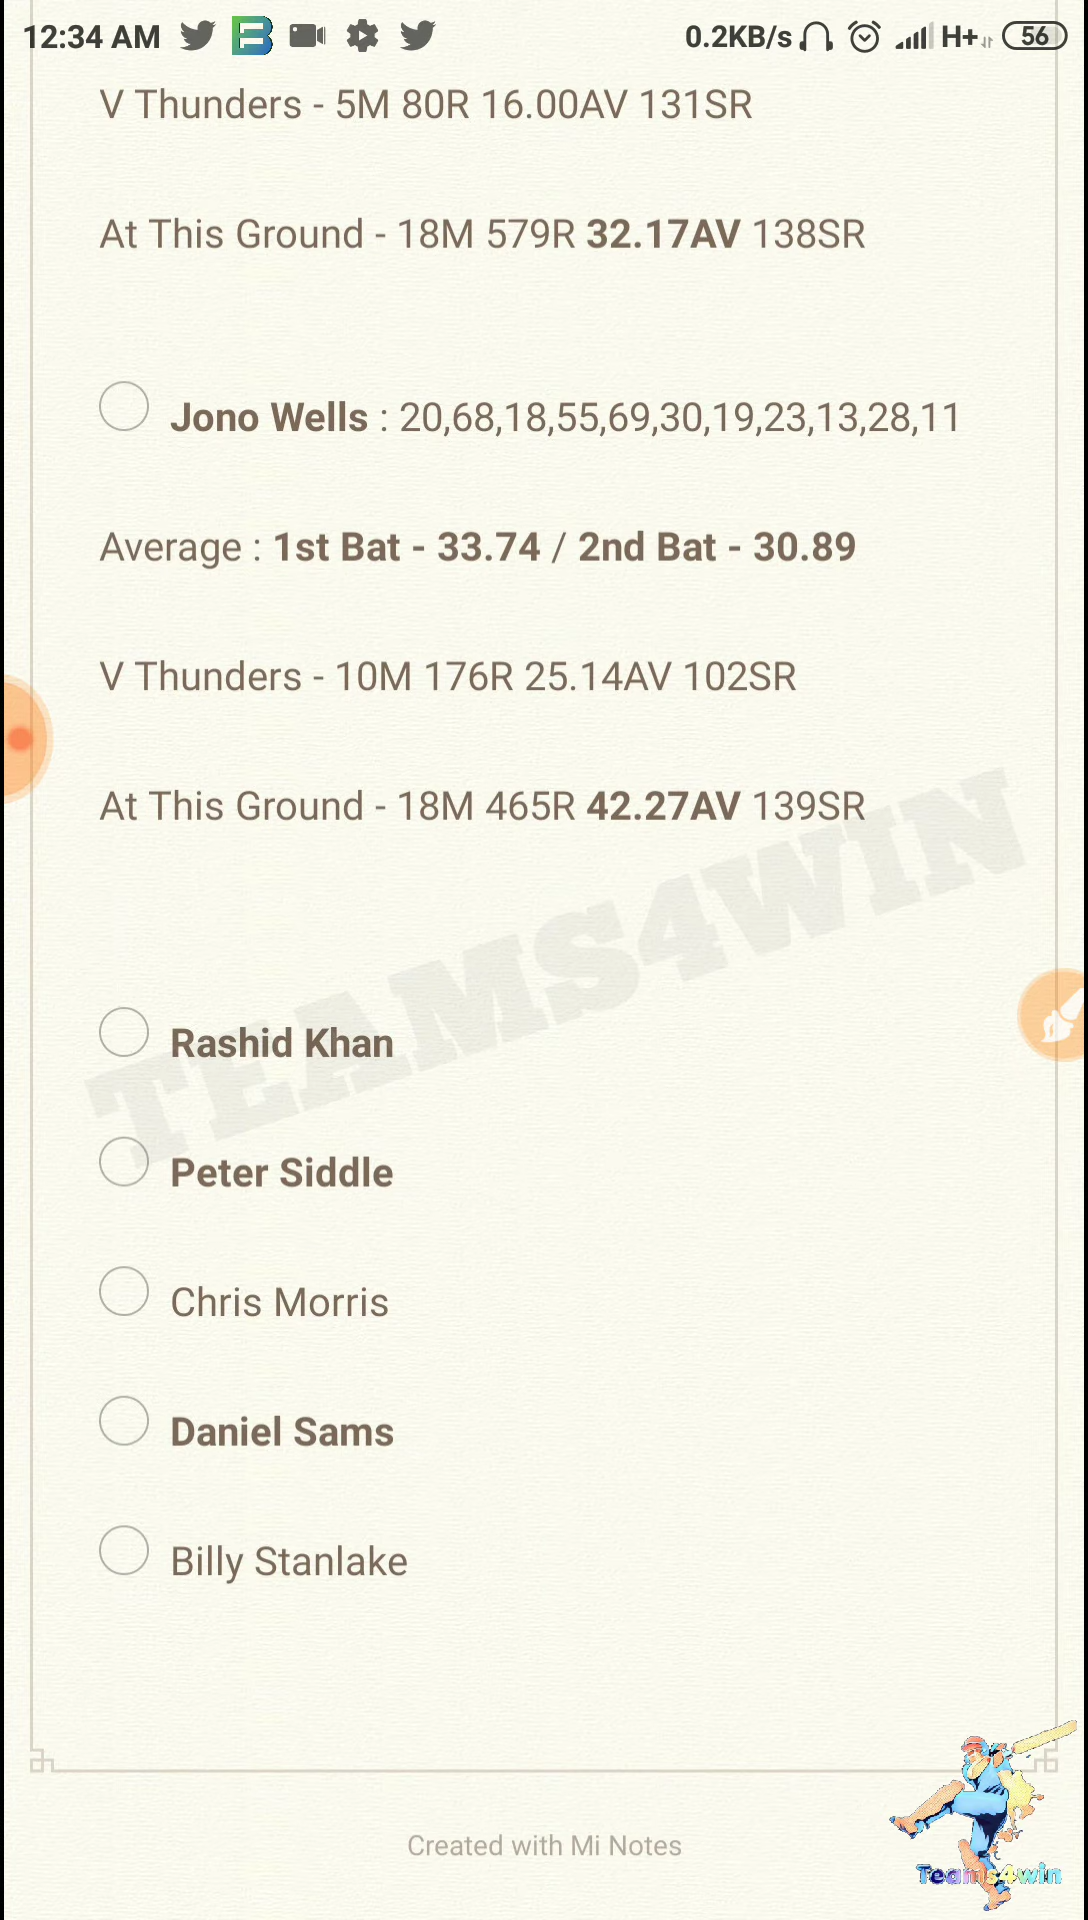 12:34 AM 0.2KB/s H+ 56
V Thunders - 5M 80R 16.00AV 131SR
At This Ground - 18M 579R 32.17AV 138SR
Jono Wells : 20,68,18,55,69,30,19,23,13,28,11
Average : 1st Bat - 33.74 / 2nd Bat - 30.89
V Thunders - 10M 176R 25.14AV 102SR
At This Ground - 18M 465R 42.27AV 139SR
TEAMS4WIN
Rashid Khan
Peter Siddle
Chris Morris
Daniel Sams
Billy Stanlake
Created with Mi Notes
Teams4win